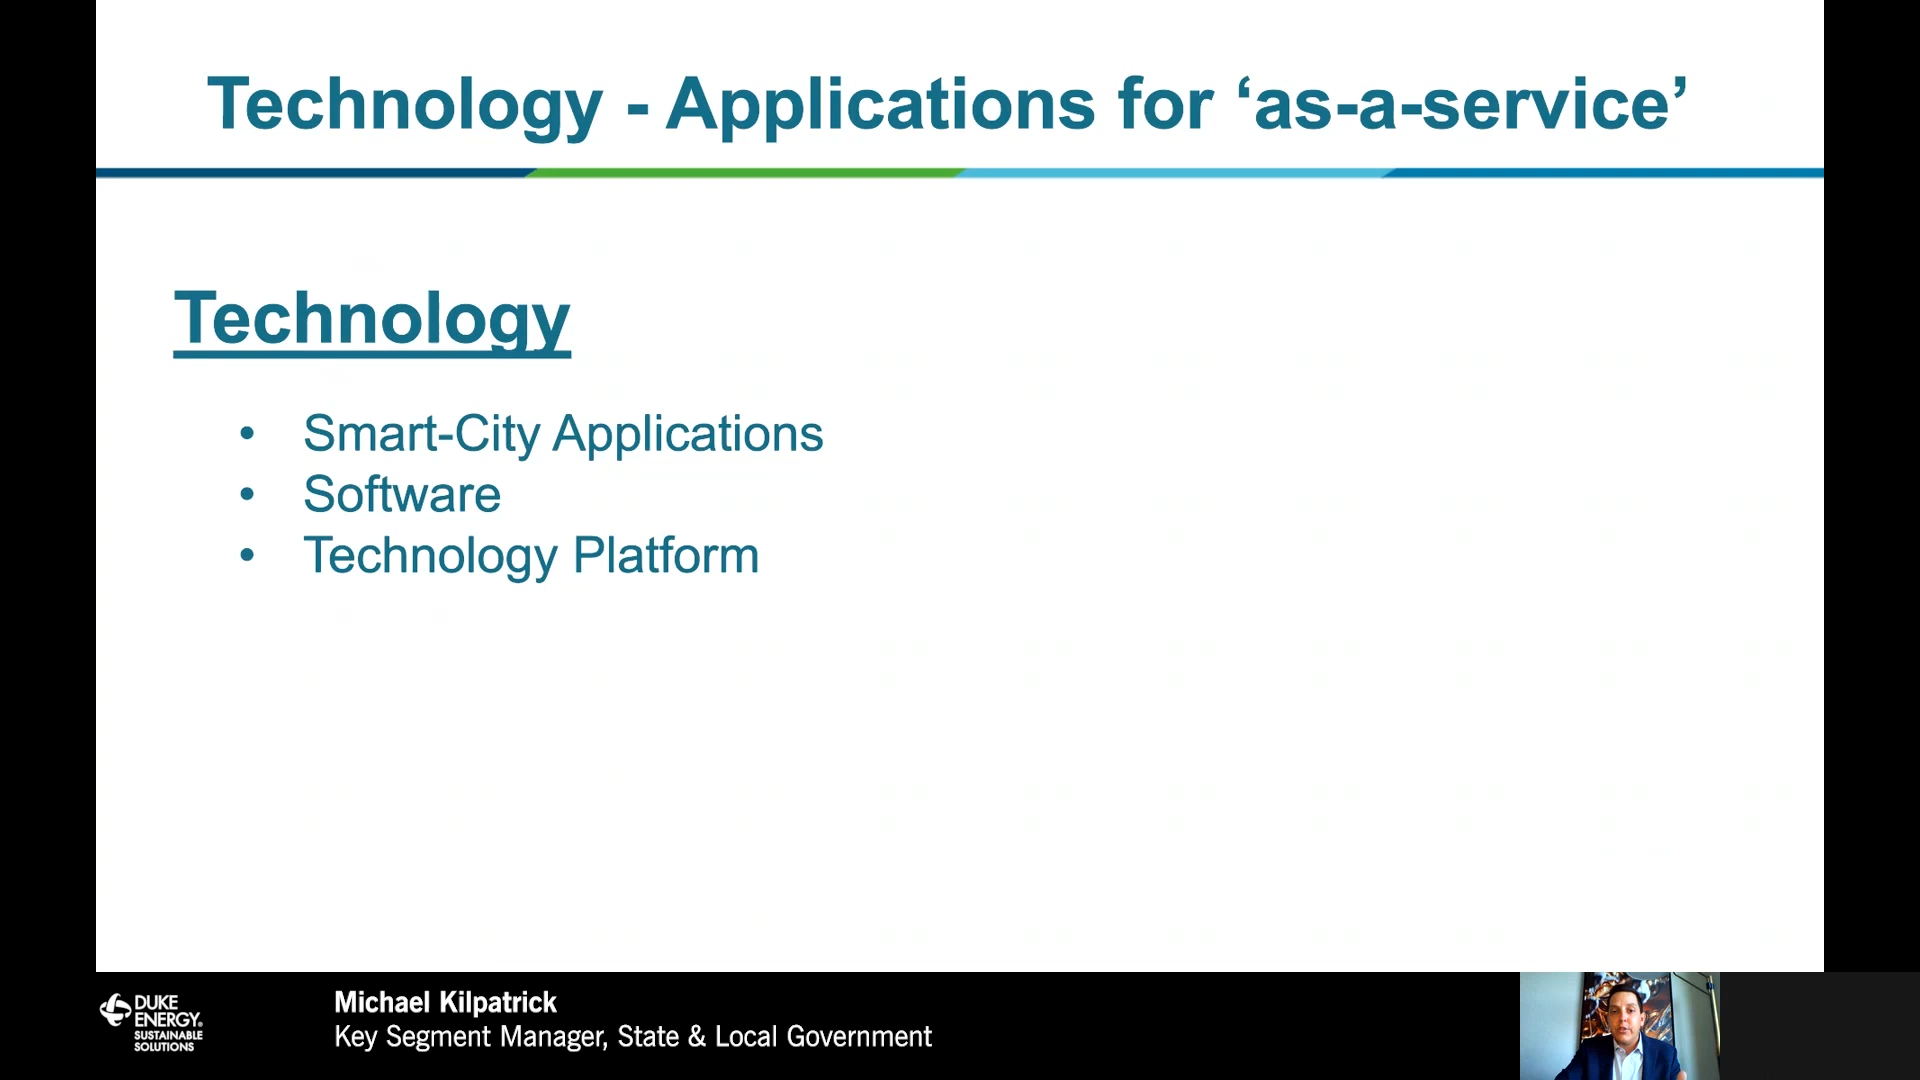 Technology - Applications for ‘as-a-service’
Technology
• Smart-City Applications
• Software
• Technology Platform
DUKE
ENERGY®
SUSTAINABLE
SOLUTIONS
Michael Kilpatrick
Key Segment Manager, State & Local Government